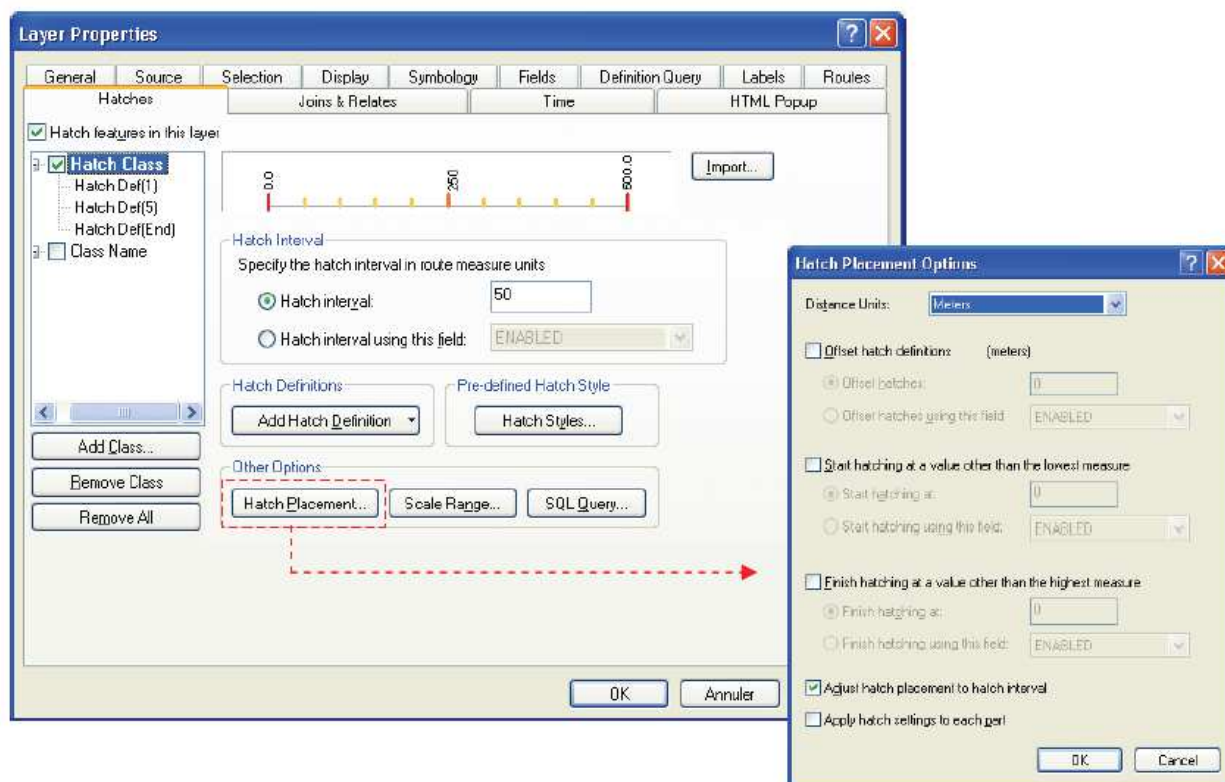 Layer Properties
General Source Selection Display Symbology Fields Definition Query Labels Routes
Hatches Joins & Relates Time HTML Popup
Hatch features in this layer
Hatch Class
Hatch Def(1)
Hatch Def(5)
Hatch Def(End)
Class Name
0.0 250 600.0
Import...
Hatch Interval
Specify the hatch interval in route measure units
Hatch interval: 50
Hatch interval using this field: ENABLED
Hatch Definitions
Add Hatch Definition
Pre-defined Hatch Style
Hatch Styles...
Add Class...
Remove Class
Remove All
Other Options
Hatch Placement... Scale Range... SQL Query...
OK Annuler
Hatch Placement Options
Distance Units: Meters
Offset hatch definitions (meters)
Offset hatches: 0
Offset hatches using this field ENABLED
Start hatching at a value other than the lowest measure
Start hatching at: 0
Start hatching using this field: ENABLED
Finish hatching at a value other than the highest measure
Finish hatching at: 0
Finish hatching using this field: ENABLED
Adjust hatch placement to hatch interval
Apply hatch settings to each part
OK Cancel